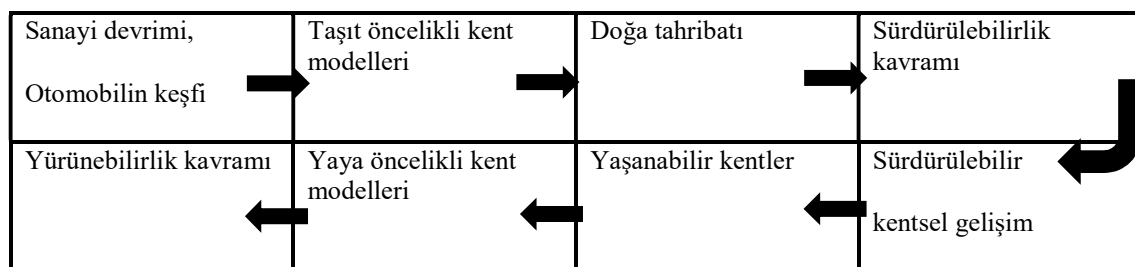 Sanayi devrimi,
Otomobilin keşfi
Taşıt öncelikli kent
modelleri
Doğa tahribatı
Sürdürülebilirlik
kavramı
Yürünebilirlik kavramı
Yaya öncelikli kent
modelleri
Yaşanabilir kentler
Sürdürülebilir
kentsel gelişim